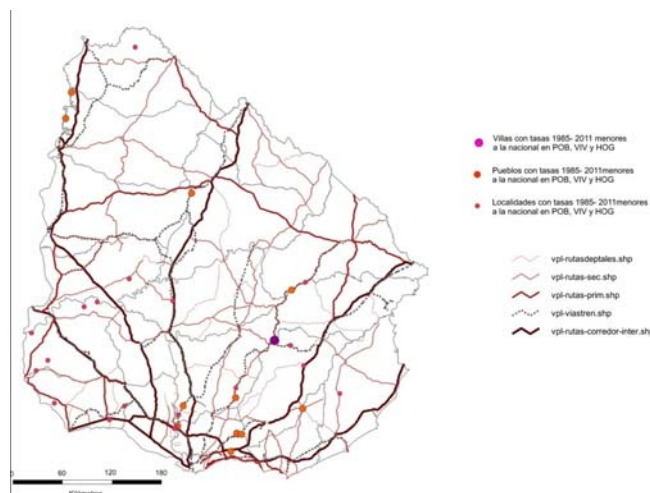 Villas con tasas 1985- 2011 menores
a la nacional en POB, VIV y HOG
Pueblos con tasas 1985- 2011menores
a la nacional en POB, VIV y HOG
Localidades con tasas 1985- 2011menores
a la nacional en POB, VIV y HOG
vpl-rutasdeptales.shp
vpl-rutas-sec.shp
vpl-rutas-prim.shp
vpl-viastren.shp
vpl-rutas-corredor-inter.sh
0 60 120 180